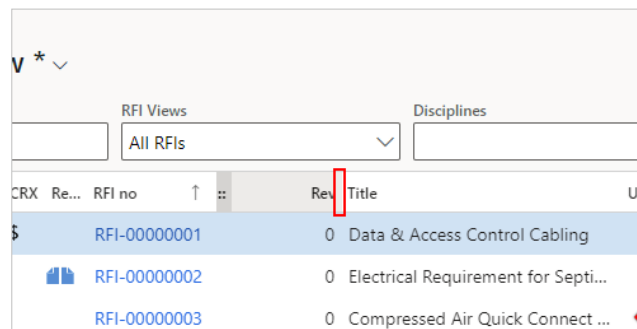 v *
RFI Views
Disciplines
All RFIs
CRX Re... RFI no ↑ :: Rev Title U
$ RFI-00000001 0 Data & Access Control Cabling
RFI-00000002 0 Electrical Requirement for Septi...
RFI-00000003 0 Compressed Air Quick Connect ...